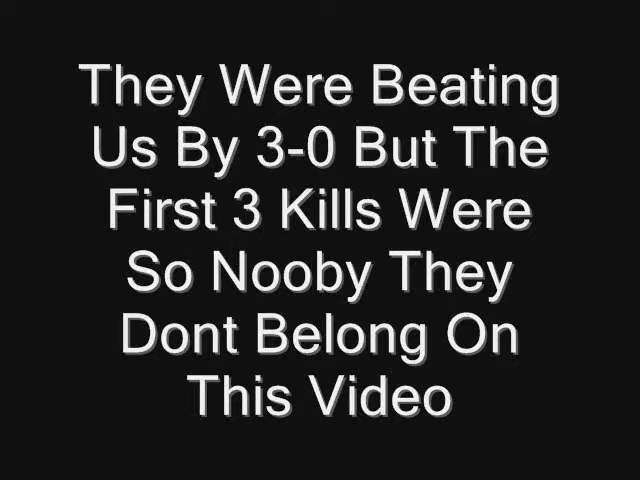 They Were Beating
Us By 3-0 But The
First 3 Kills Were
So Nooby They
Dont Belong On
This Video